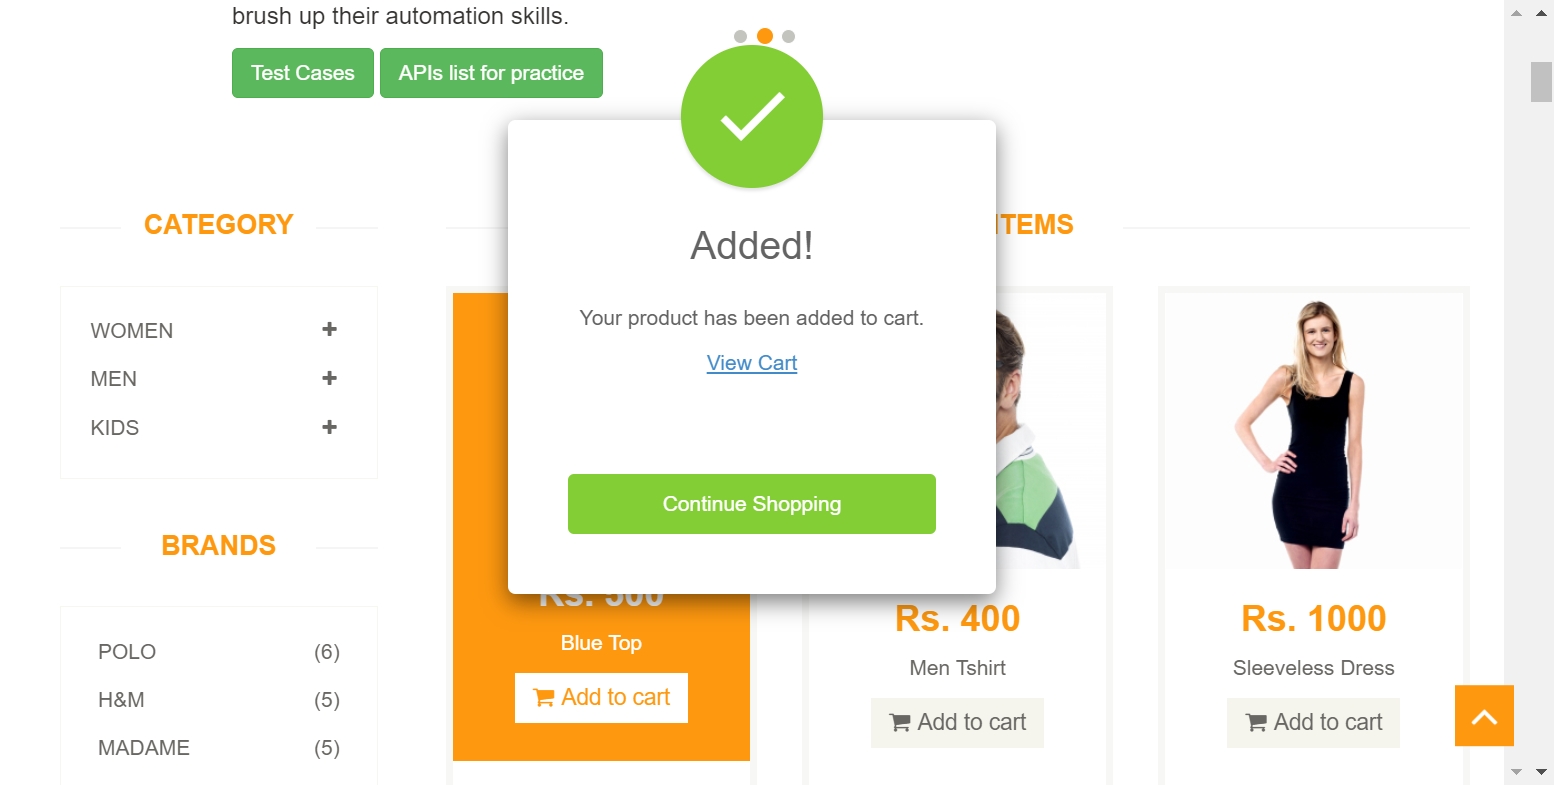 brush up their automation skills.
Test Cases
APIs list for practice
CATEGORY
WOMEN
MEN
KIDS
BRANDS
POLO (6)
H&M (5)
MADAME (5)
ITEMS
Added!
Your product has been added to cart.
View Cart
Continue Shopping
Rs. 500
Blue Top
Add to cart
Rs. 400
Men Tshirt
Add to cart
Rs. 1000
Sleeveless Dress
Add to cart